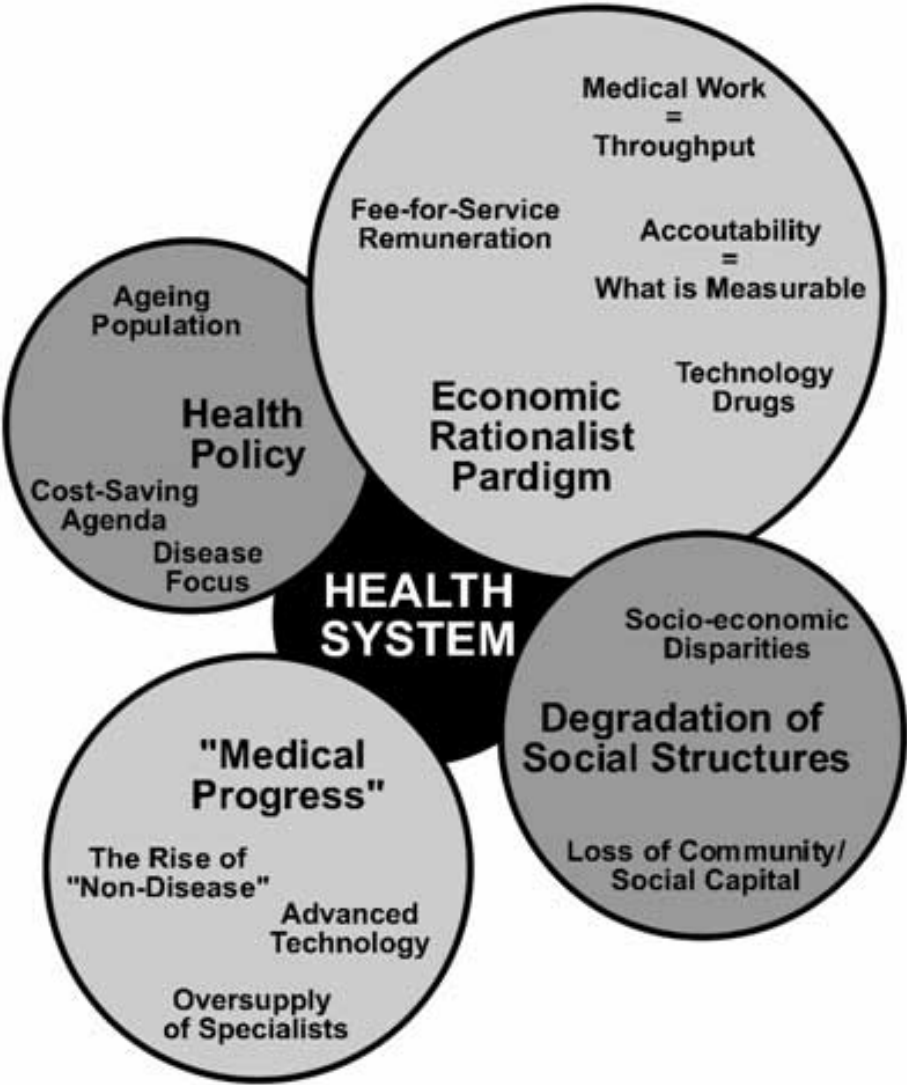 Medical Work
=
Throughput
Fee-for-Service
Remuneration
Accoutability
=
What is Measurable
Technology
Drugs
Economic
Rationalist
Pardigm
Ageing
Population
Health
Policy
Cost-Saving
Agenda
Disease
Focus
HEALTH
SYSTEM
Socio-economic
Disparities
Degradation of
Social Structures
Loss of Community/
Social Capital
"Medical
Progress"
The Rise of
"Non-Disease"
Advanced
Technology
Oversupply
of Specialists